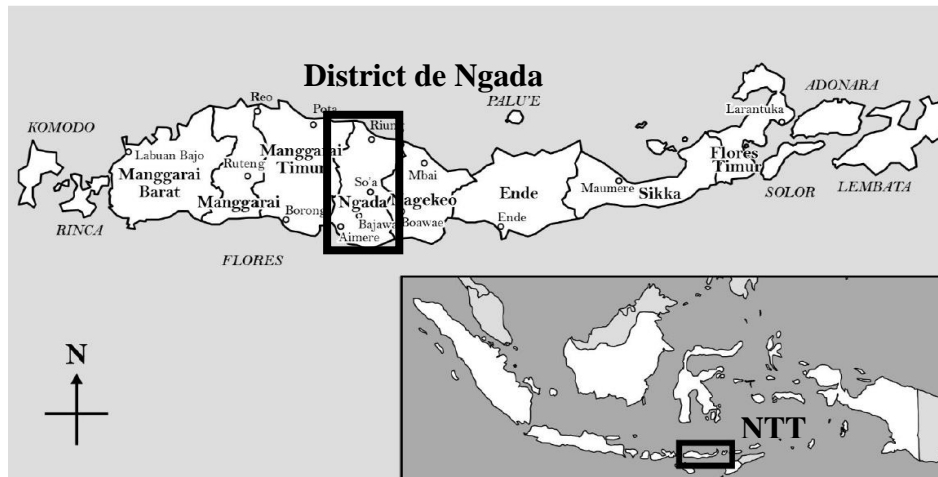 District de Ngada
PALU'E
ADONARA
Reo
Pota
Larantuka
KOMODO
Riung
Labuan Bajo
Manggarai
Barat
Ruteng
Manggarai
Timur
Mbai
So'a
Flores
Timur
Manggarai
Ngada
Nagekeo
Ende
Maumere
Sikka
SOLOR
LEMBATA
RINCA
Borong
Bajawa
Boawae
Aimere
Ende
FLORES
N
NTT